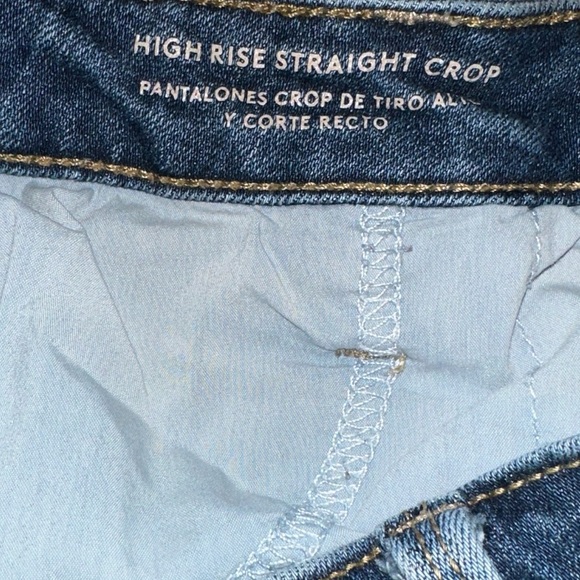 HIGH RISE STRAIGHT CROP
PANTALONES CROP DE TIRO ALTO
Y CORTE RECTO